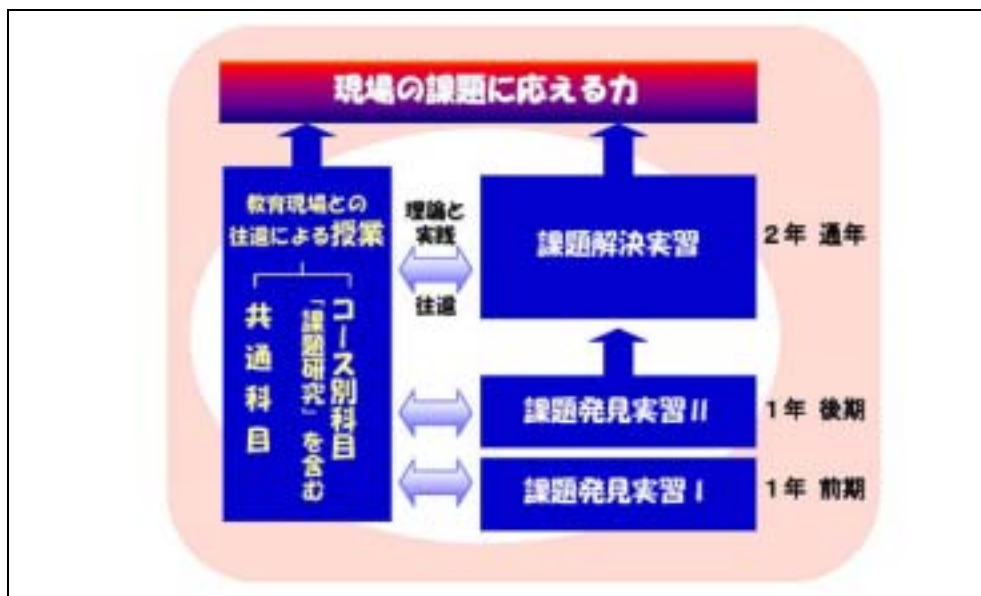 現場の課題に応える力
教育現場との
往還による授業
共通科目
コース別科目
「課題研究」を含む
理論と
実践
往還
課題解決実習
2年 通年
課題発見実習Ⅱ
1年 後期
課題発見実習Ⅰ
1年 前期